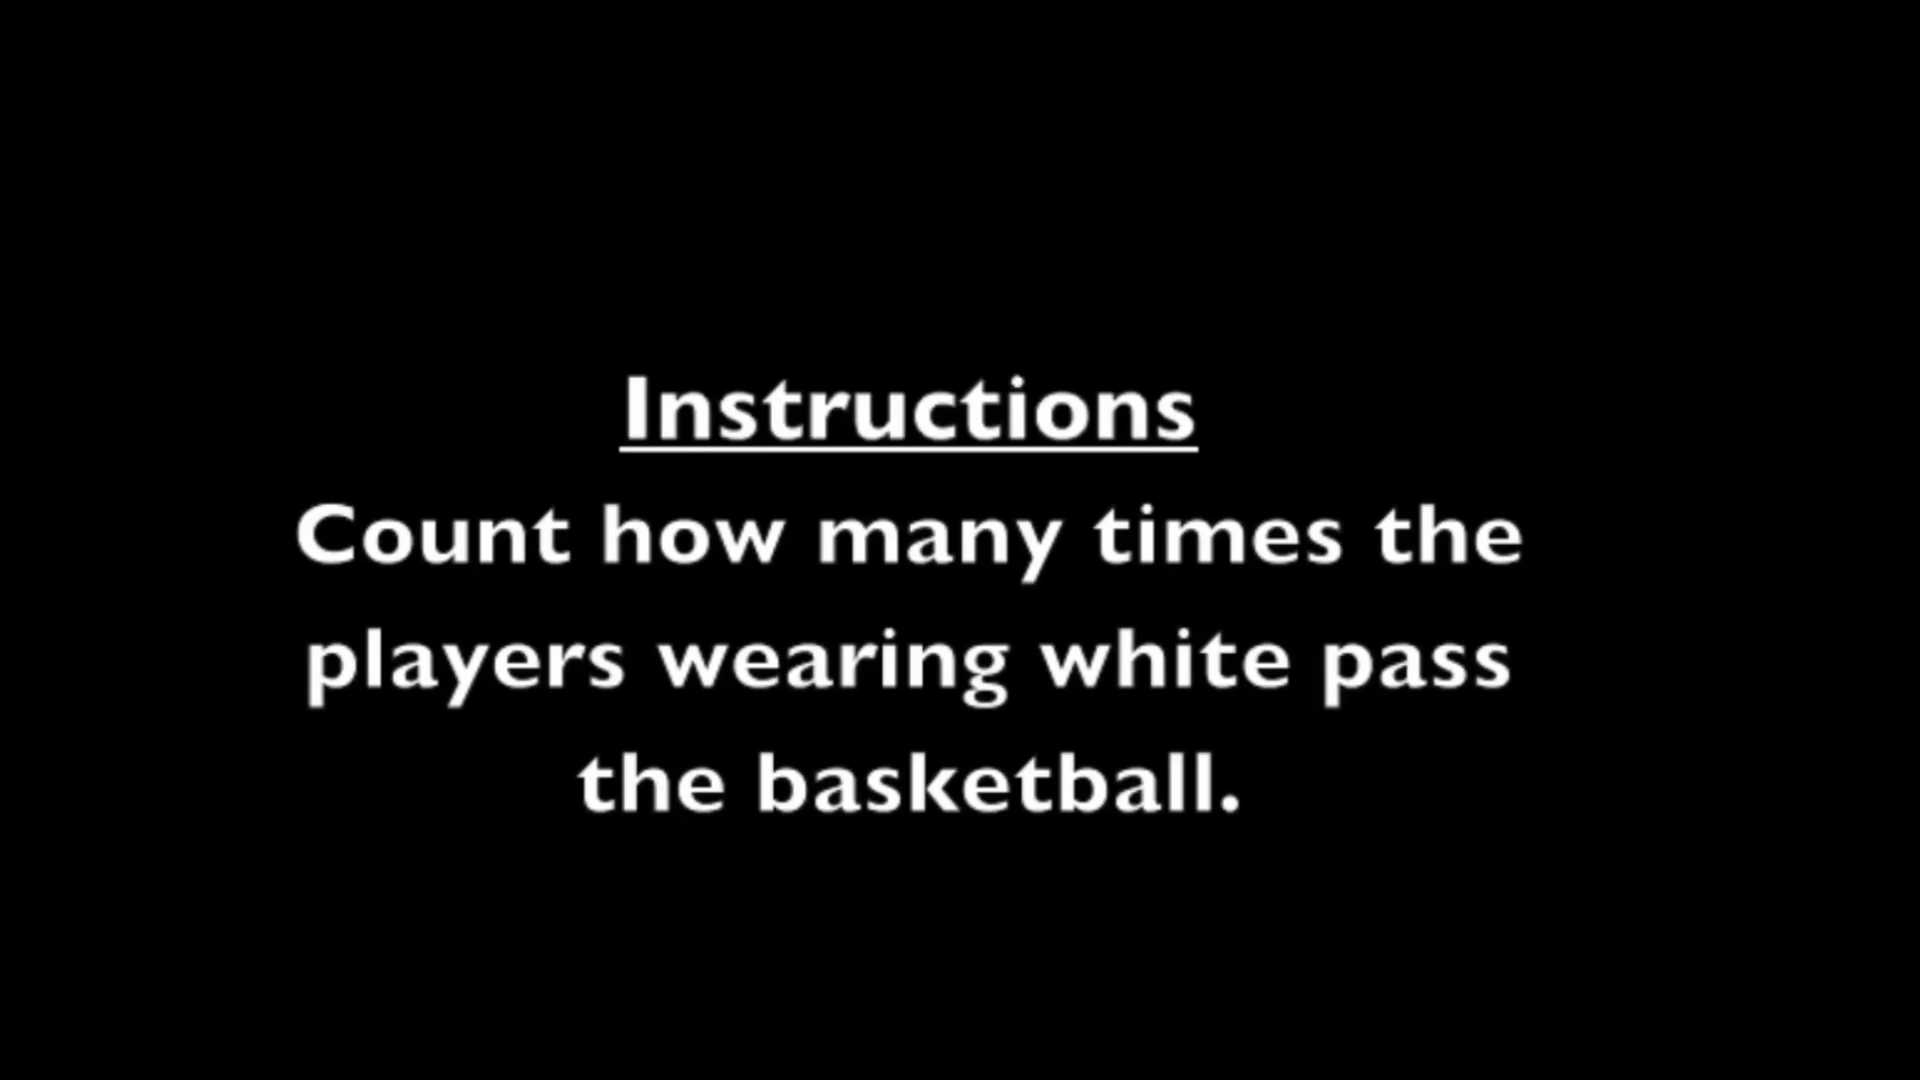 Instructions
Count how many times the
players wearing white pass
the basketball.